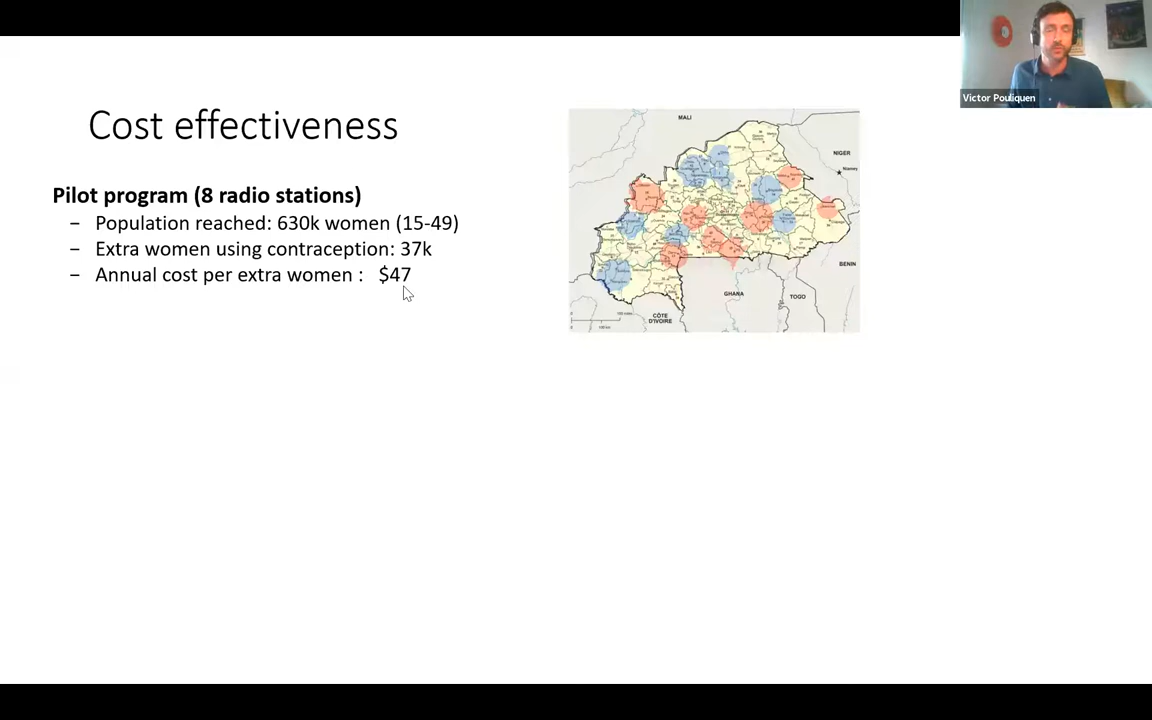 Cost effectiveness
Pilot program (8 radio stations)
− Population reached: 630k women (15-49)
− Extra women using contraception: 37k
− Annual cost per extra women : $47
MALI
NIGER
Niamey
BENIN
GHANA
TOGO
CÔTE
D'IVOIRE
Victor Pouliquen